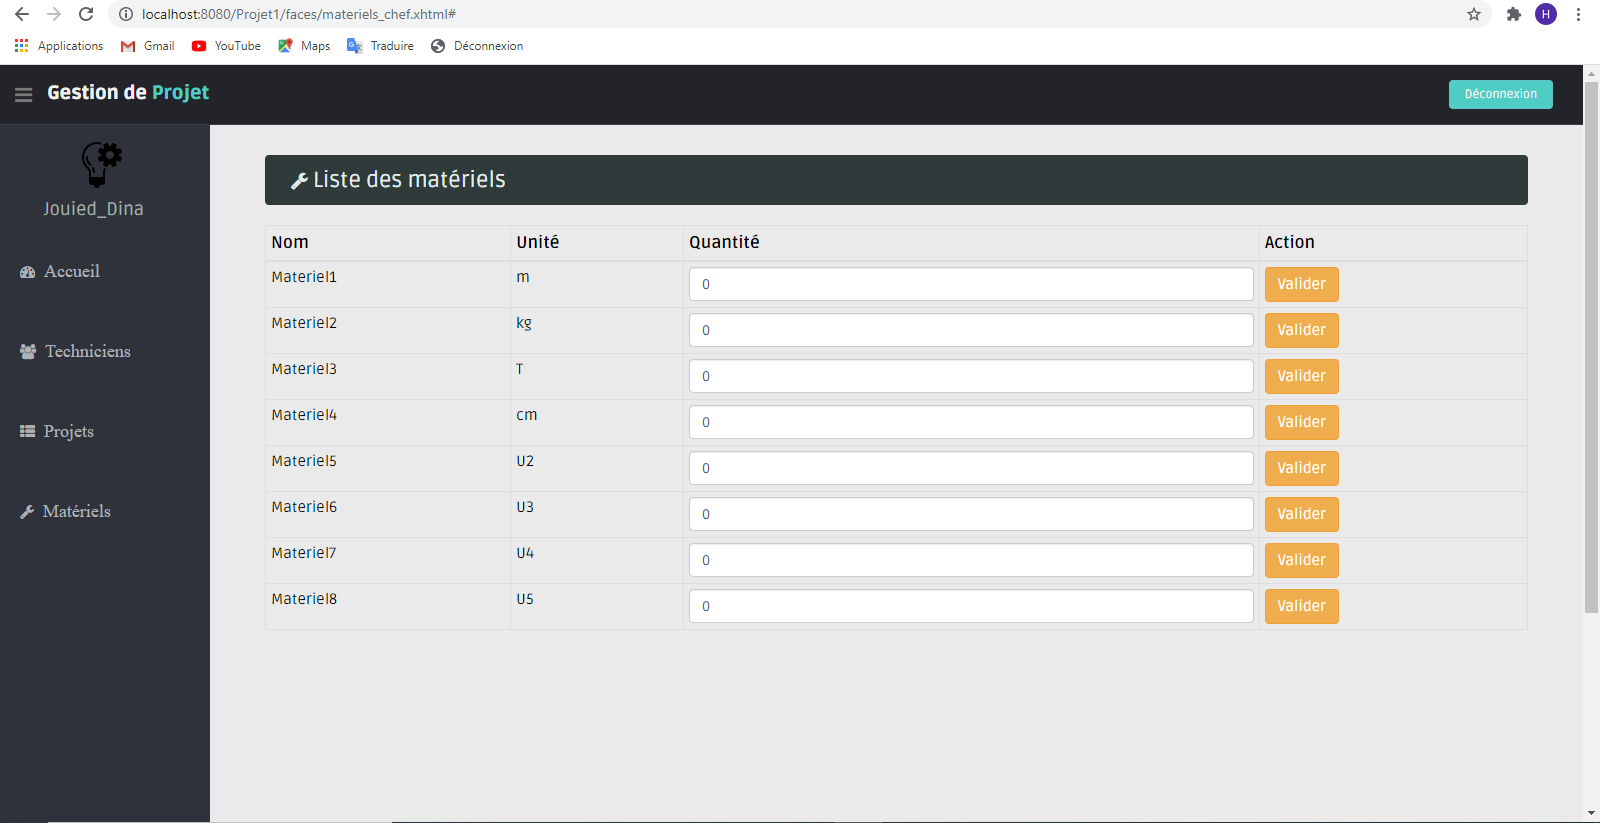 localhost:8080/Projet1/faces/materiels_chef.xhtml#
H
Applications Gmail YouTube Maps Traduire Déconnexion
Gestion de Projet
Déconnexion
Jouied_Dina
Accueil
Techniciens
Projets
Matériels
Liste des matériels
Nom Unité Quantité Action
Materiel1 m 0 Valider
Materiel2 kg 0 Valider
Materiel3 T 0 Valider
Materiel4 cm 0 Valider
Materiel5 U2 0 Valider
Materiel6 U3 0 Valider
Materiel7 U4 0 Valider
Materiel8 U5 0 Valider